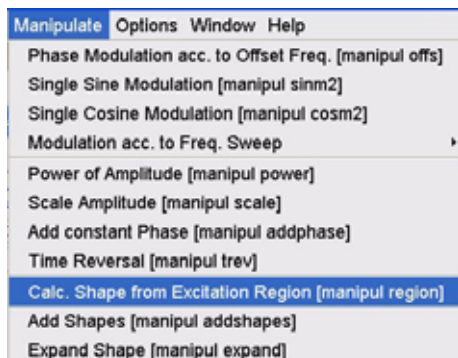 Manipulate Options Window Help
Phase Modulation acc. to Offset Freq. [manipul offs]
Single Sine Modulation [manipul sinm2]
Single Cosine Modulation [manipul cosm2]
Modulation acc. to Freq. Sweep
Power of Amplitude [manipul power]
Scale Amplitude [manipul scale]
Add constant Phase [manipul addphase]
Time Reversal [manipul trev]
Calc. Shape from Excitation Region [manipul region]
Add Shapes [manipul addshapes]
Expand Shape [manipul expand]